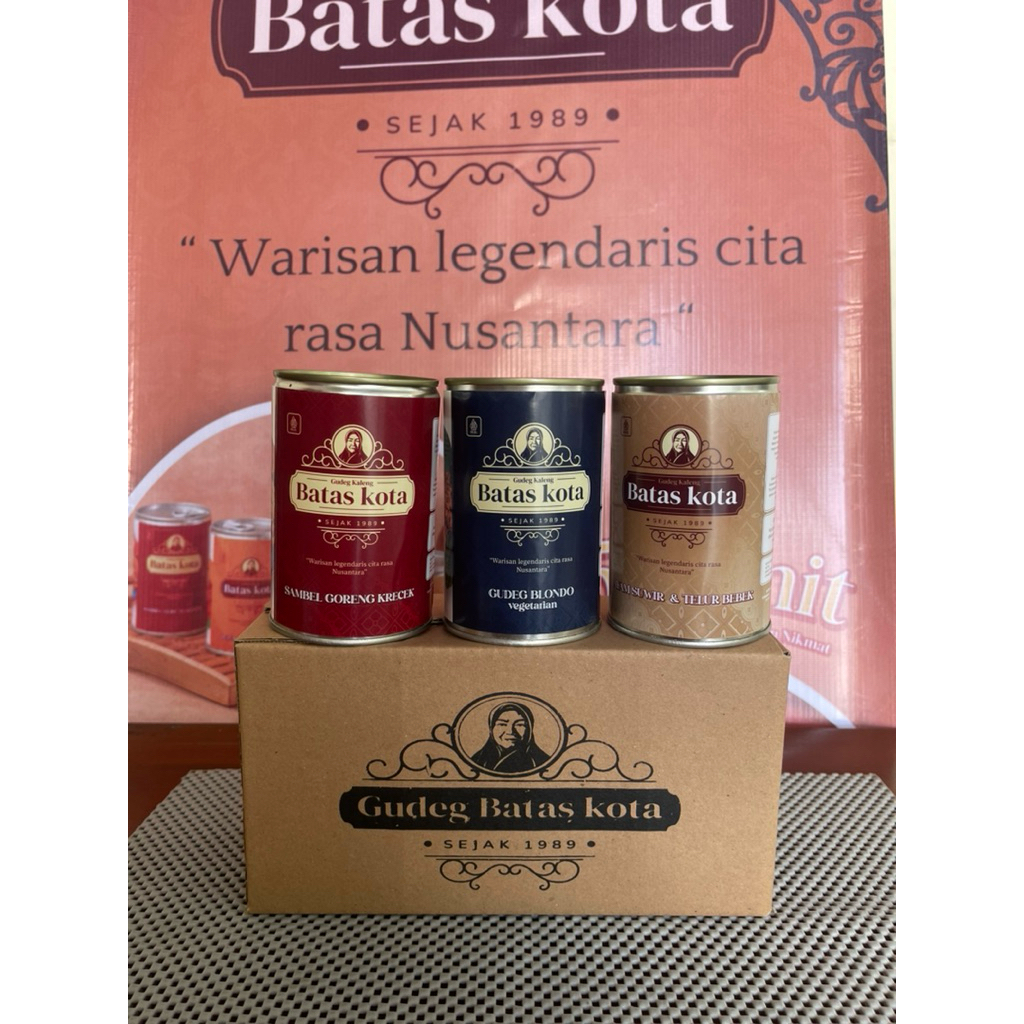 Batas kota
• SEJAK 1989 •
“ Warisan legendaris cita
rasa Nusantara “
Gudeg Kaleng
Batas kota
• SEJAK 1989 •
"Warisan legendaris cita rasa
Nusantara"
SAMBEL GORENG KRECEK
Gudeg Kaleng
Batas kota
• SEJAK 1989 •
"Warisan legendaris cita rasa
Nusantara"
GUDEG BLONDO
vegetarian
Gudeg Kaleng
Batas kota
• SEJAK 1989 •
"Warisan legendaris cita rasa
Nusantara"
SUWIR & TELUR BEBEK
Batas kota
Batas kota
Nikmat
Gudeg Batas kota
• SEJAK 1989 •